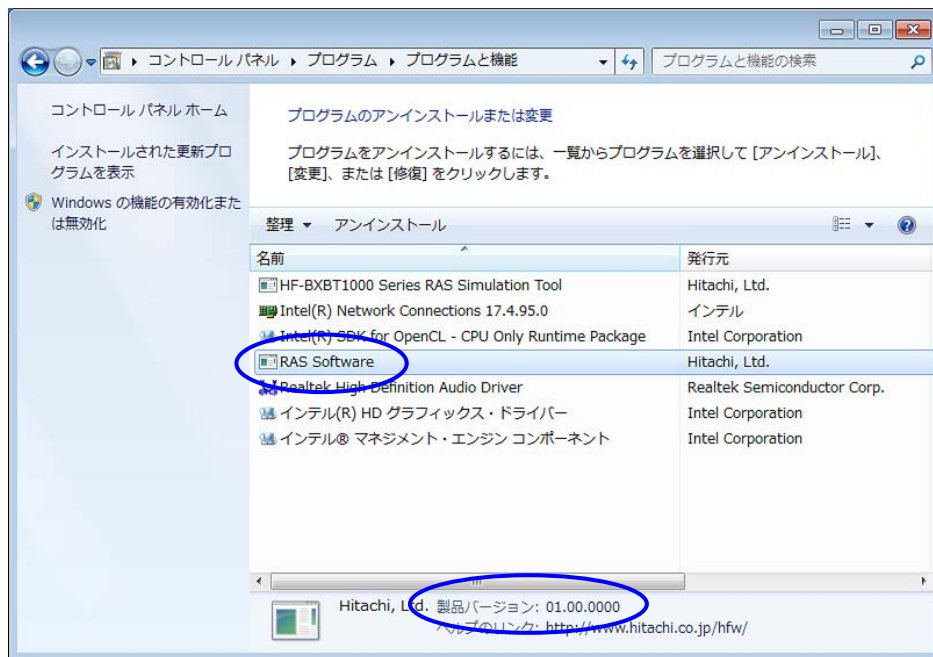 コントロール パネル ▸ プログラム ▸ プログラムと機能
プログラムと機能の検索
コントロール パネル ホーム
インストールされた更新プロ
グラムを表示
Windows の機能の有効化また
は無効化
プログラムのアンインストールまたは変更
プログラムをアンインストールするには、一覧からプログラムを選択して [アンインストール]、
[変更]、または [修復] をクリックします。
整理 ▼ アンインストール
名前 発行元
HF-BXBT1000 Series RAS Simulation Tool Hitachi, Ltd.
Intel(R) Network Connections 17.4.95.0 インテル
Intel(R) SDK for OpenCL - CPU Only Runtime Package Intel Corporation
RAS Software Hitachi, Ltd.
Realtek High Definition Audio Driver Realtek Semiconductor Corp.
インテル(R) HD グラフィックス・ドライバー Intel Corporation
インテル® マネジメント・エンジン コンポーネント Intel Corporation
Hitachi, Ltd. 製品バージョン: 01.00.0000
ヘルプのリンク: http://www.hitachi.co.jp/hfw/